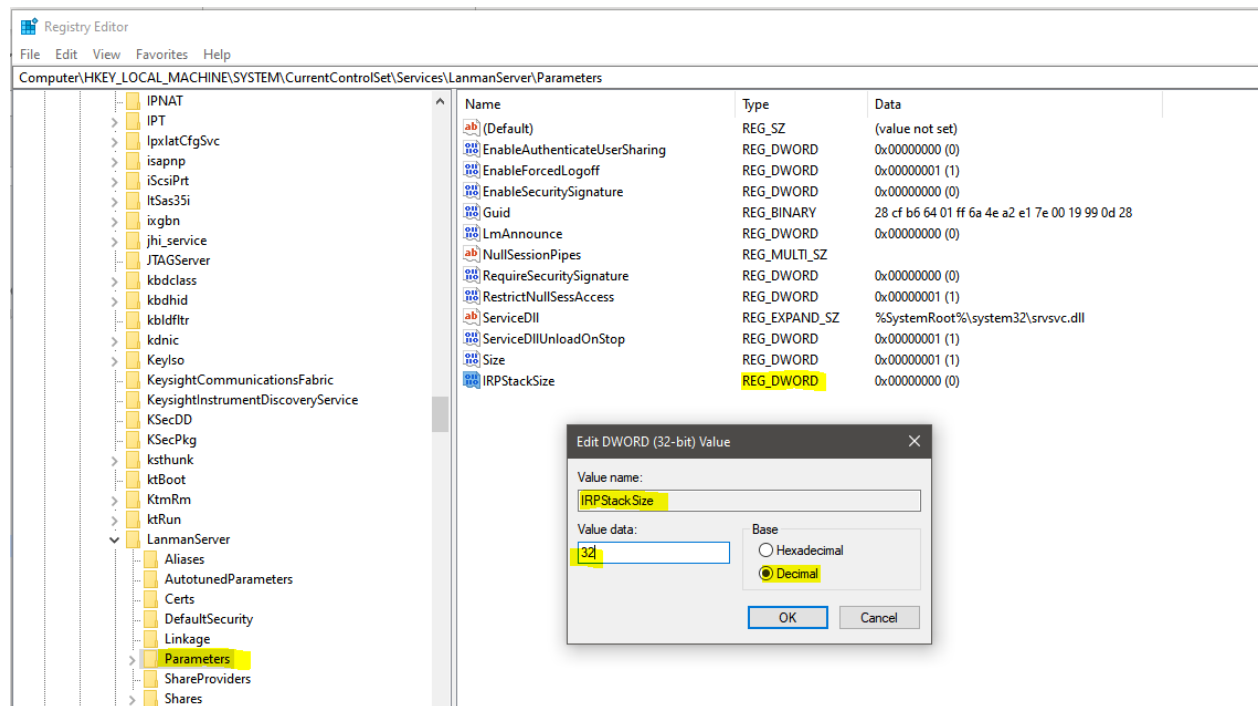 Registry Editor
File Edit View Favorites Help
Computer\HKEY_LOCAL_MACHINE\SYSTEM\CurrentControlSet\Services\LanmanServer\Parameters
IPNAT
IPT
IpxlatCfgSvc
isapnp
iScsiPrt
ItSas35i
ixgbn
jhi_service
JTAGServer
kbdclass
kbdhid
kbldfltr
kdnic
KeyIso
KeysightCommunicationsFabric
KeysightInstrumentDiscoveryService
KSecDD
KSecPkg
ksthunk
ktBoot
KtmRm
ktRun
LanmanServer
Aliases
AutotunedParameters
Certs
DefaultSecurity
Linkage
Parameters
ShareProviders
Shares
Name Type Data
(Default) REG_SZ (value not set)
EnableAuthenticateUserSharing REG_DWORD 0x00000000 (0)
EnableForcedLogoff REG_DWORD 0x00000001 (1)
EnableSecuritySignature REG_DWORD 0x00000000 (0)
Guid REG_BINARY 28 cf b6 64 01 ff 6a 4e a2 e1 7e 00 19 99 0d 28
LmAnnounce REG_DWORD 0x00000000 (0)
NullSessionPipes REG_MULTI_SZ
RequireSecuritySignature REG_DWORD 0x00000000 (0)
RestrictNullSessAccess REG_DWORD 0x00000001 (1)
ServiceDll REG_EXPAND_SZ %SystemRoot%\system32\srvsvc.dll
ServiceDllUnloadOnStop REG_DWORD 0x00000001 (1)
Size REG_DWORD 0x00000001 (1)
IRPStackSize REG_DWORD 0x00000000 (0)
Edit DWORD (32-bit) Value
Value name:
IRPStackSize
Value data: Base
32 Hexadecimal
Decimal
OK Cancel